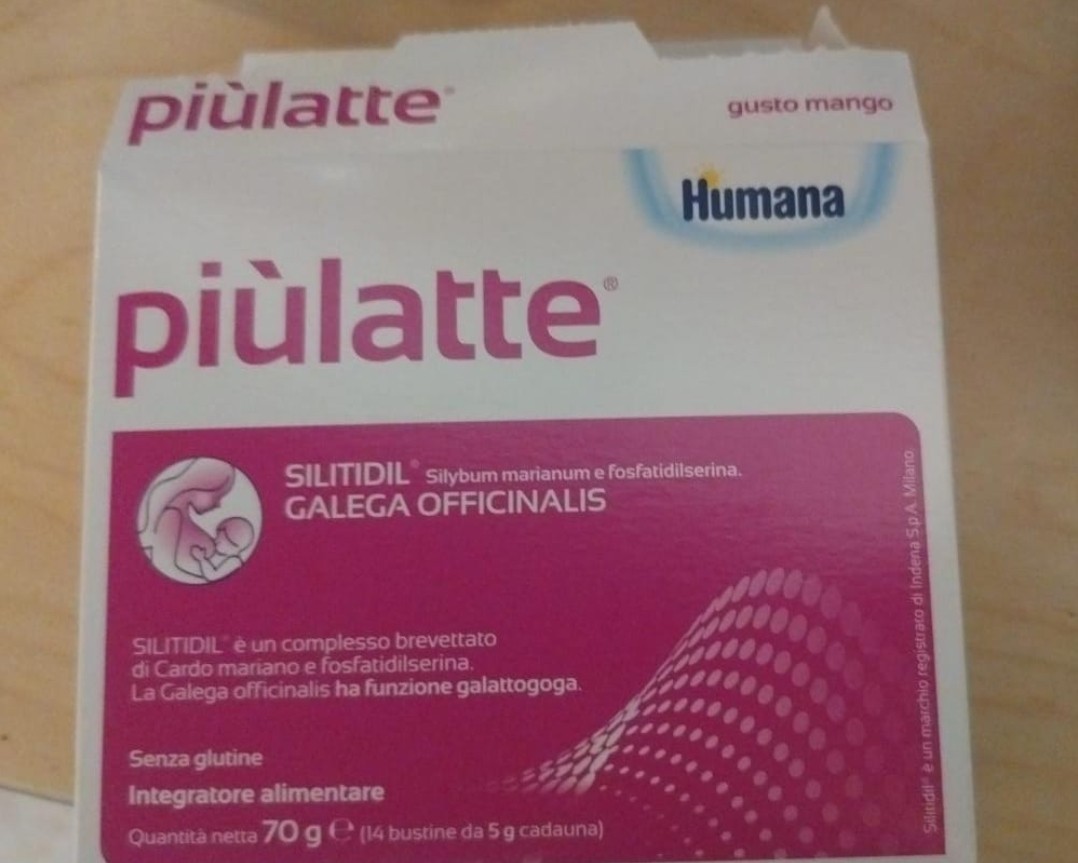 piùlatte®
gusto mango
Humana
piùlatte®
SILITIDIL® Silybum marianum e fosfatidilserina.
GALEGA OFFICINALIS
SILITIDIL® è un complesso brevettato
di Cardo mariano e fosfatidilserina.
La Galega officinalis ha funzione galattogoga.
Senza glutine
Integratore alimentare
Quantità netta 70 g ℮ (14 bustine da 5 g cadauna)
Silitidil® è un marchio registrato di Indena S.p.A. Milano